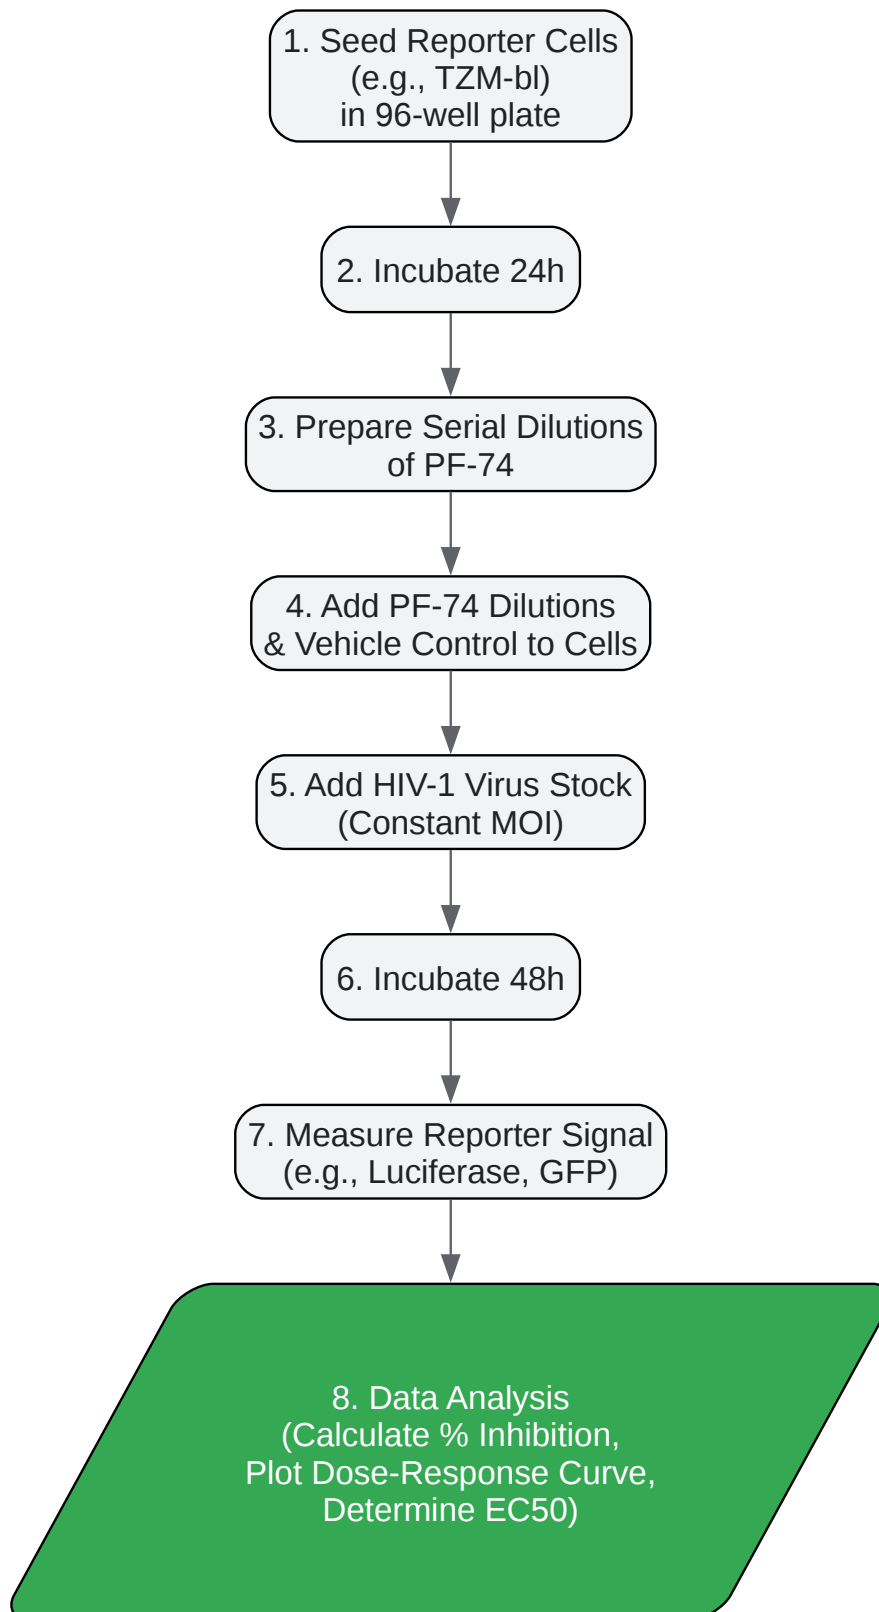 1. Seed Reporter Cells
(e.g., TZM-bl)
in 96-well plate
2. Incubate 24h
3. Prepare Serial Dilutions
of PF-74
4. Add PF-74 Dilutions
& Vehicle Control to Cells
5. Add HIV-1 Virus Stock
(Constant MOI)
6. Incubate 48h
7. Measure Reporter Signal
(e.g., Luciferase, GFP)
8. Data Analysis
(Calculate % Inhibition,
Plot Dose-Response Curve,
Determine EC50)